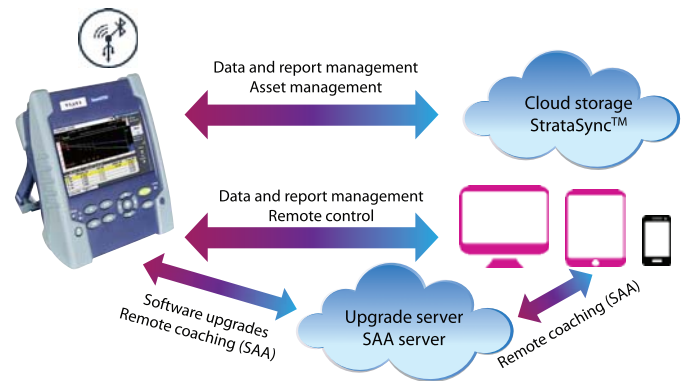 Data and report management
Asset management
Cloud storage
StrataSync™
Data and report management
Remote control
Software upgrades
Remote coaching (SAA)
Upgrade server
SAA server
Remote coaching (SAA)